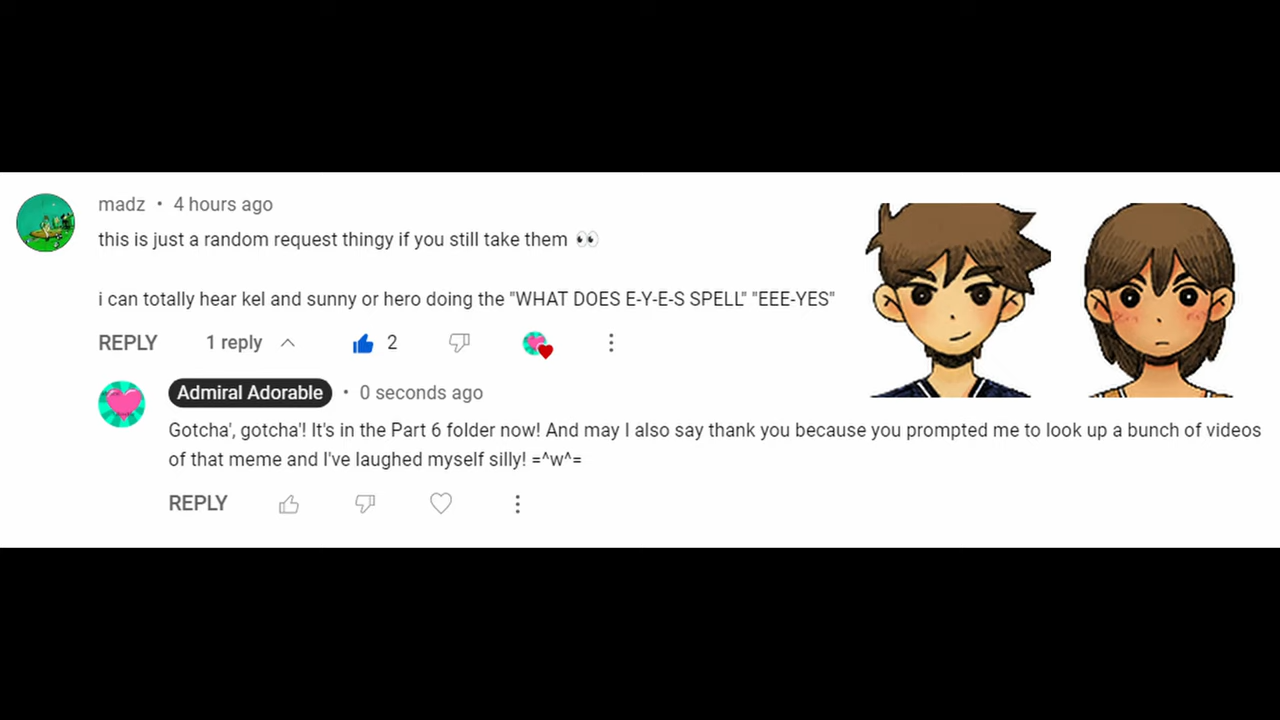 madz • 4 hours ago
this is just a random request thingy if you still take them 👀
i can totally hear kel and sunny or hero doing the "WHAT DOES E-Y-E-S SPELL" "EEE-YES"
REPLY 1 reply 2
Admiral Adorable • 0 seconds ago
Gotcha', gotcha'! It's in the Part 6 folder now! And may I also say thank you because you prompted me to look up a bunch of videos
of that meme and I've laughed myself silly! =^w^=
REPLY